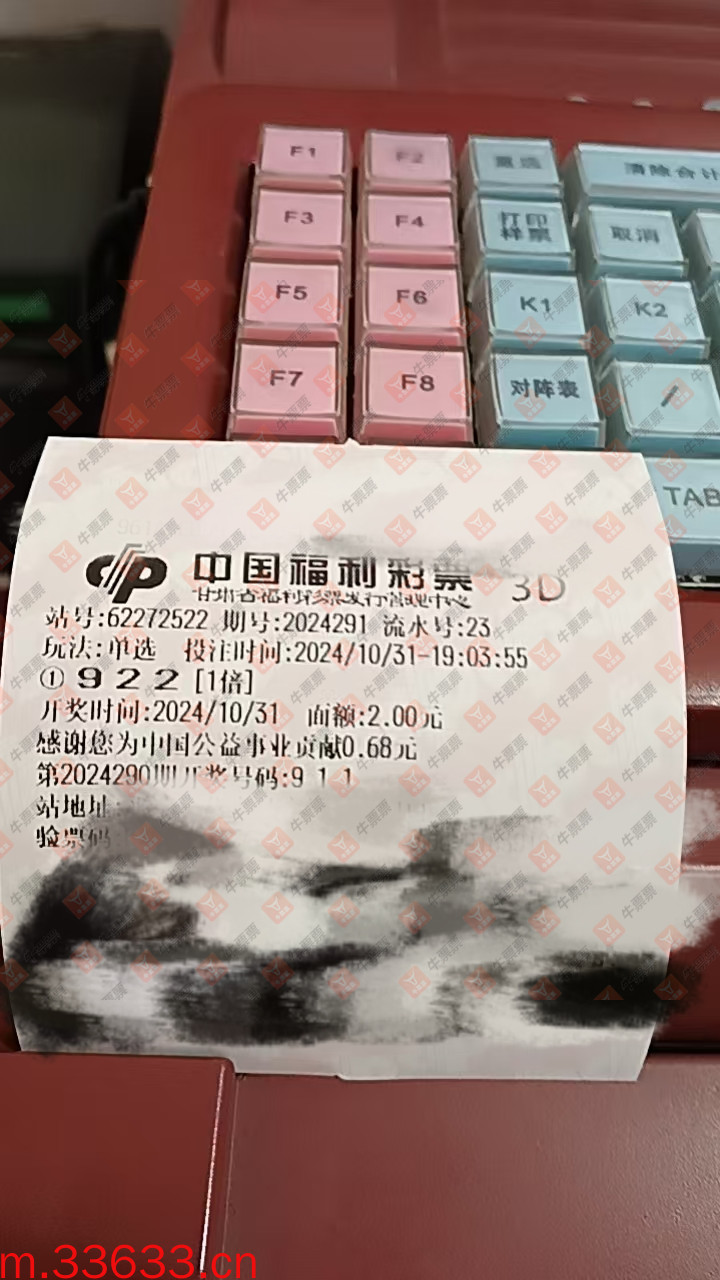 F1
F2
重选
清除合计
F3
F4
打印
样票
取消
F5
F6
K1
K2
F7
F8
对阵表
/
TAB
中国福利彩票 3D
甘肃省福利彩票发行管理中心
站号:62272522 期号:2024291 流水号:23
玩法:单选 投注时间:2024/10/31-19:03:55
① 9 2 2 [1倍]
开奖时间:2024/10/31 面额:2.00元
感谢您为中国公益事业贡献0.68元
第2024290期开奖号码:9 1 1
站地址:
验票码
牛票票
m.33633.cn